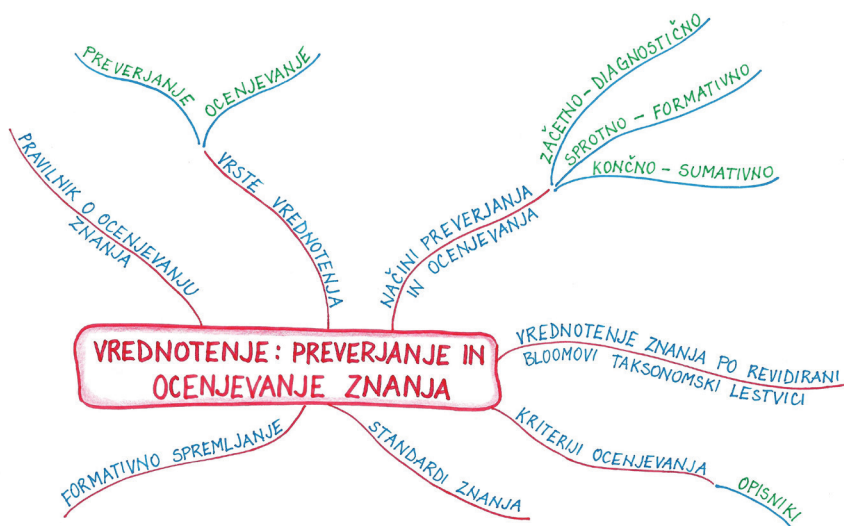 PREVERJANJE
OCENJEVANJE
VRSTE VREDNOTENJA
PRAVILNIK O OCENJEVANJU
ZNANJA
ZAČETNO - DIAGNOSTIČNO
SPROTNO - FORMATIVNO
KONČNO - SUMATIVNO
NAČINI PREVERJANJA
IN OCENJEVANJA
VREDNOTENJE: PREVERJANJE IN
OCENJEVANJE ZNANJA
VREDNOTENJE ZNANJA PO REVIDIRANI
BLOOMOVI TAKSONOMSKI LESTVICI
KRITERIJI OCENJEVANJA
OPISNIKI
STANDARDI ZNANJA
FORMATIVNO SPREMLJANJE